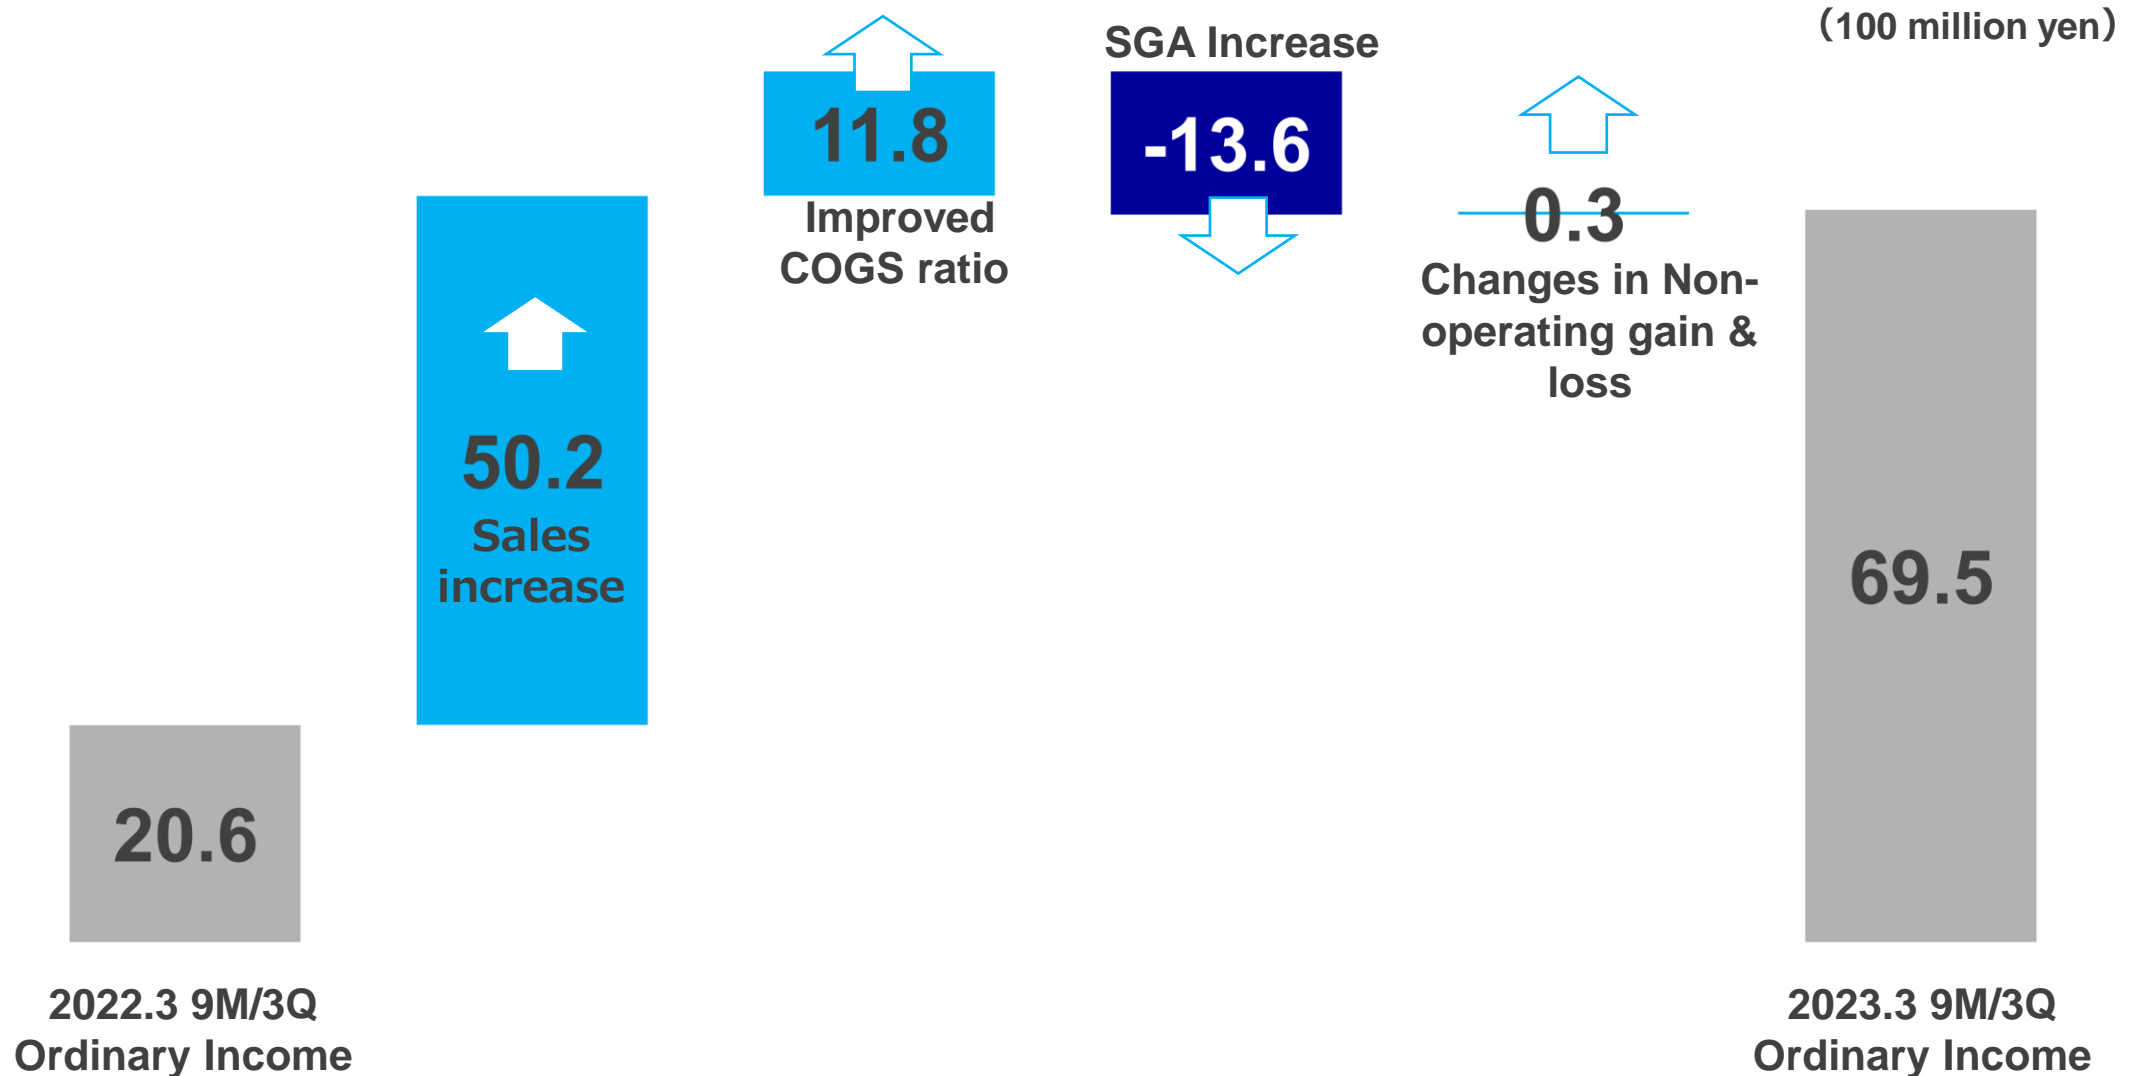 （100 million yen）
SGA Increase
11.8
-13.6
Improved
COGS ratio
0.3
Changes in Non-
operating gain &
loss
50.2
Sales
increase
69.5
20.6
2022.3 9M/3Q
Ordinary Income
2023.3 9M/3Q
Ordinary Income